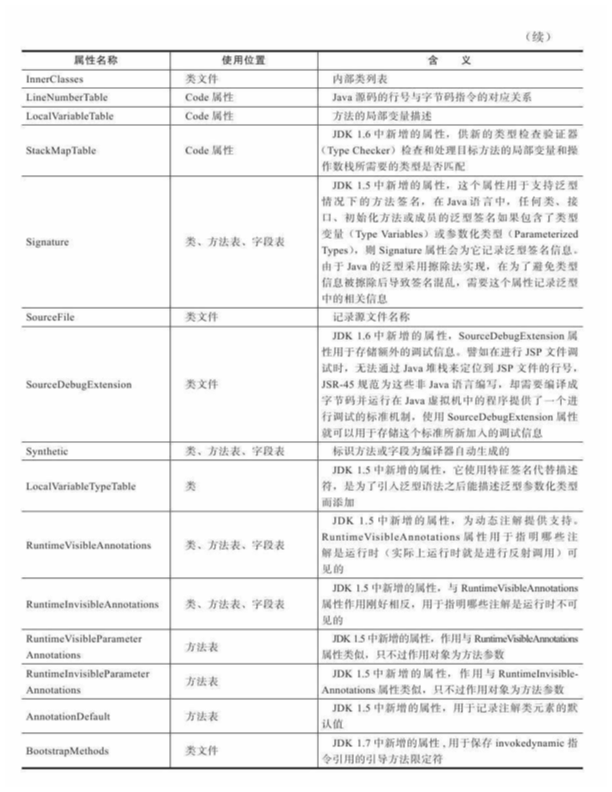 （续）
属性名称 使用位置 含 义
InnerClasses 类文件 内部类列表
LineNumberTable Code 属性 Java 源码的行号与字节码指令的对应关系
LocalVariableTable Code 属性 方法的局部变量描述
StackMapTable Code 属性 JDK 1.6 中新增的属性，供新的类型检查验证器
（Type Checker）检查和处理目标方法的局部变量和操
作数栈所需要的类型是否匹配
Signature 类、方法表、字段表 JDK 1.5 中新增的属性，这个属性用于支持泛型
情况下的方法签名，在 Java 语言中，任何类、接
口、初始化方法或成员的泛型签名如果包含了类型
变量（Type Variables）或参数化类型（Parameterized
Types），则 Signature 属性会为它记录泛型签名信息。
由于 Java 的泛型采用擦除法实现，在为了避免类型
信息被擦除后导致签名混乱，需要这个属性记录泛型
中的相关信息
SourceFile 类文件 记录源文件名称
SourceDebugExtension 类文件 JDK 1.6 中新增的属性，SourceDebugExtension 属
性用于存储额外的调试信息。譬如在进行 JSP 文件调
试时，无法通过 Java 堆栈来定位到 JSP 文件的行号，
JSR-45 规范为这些非 Java 语言编写，却需要编译成
字节码并运行在 Java 虚拟机中的程序提供了一个进
行调试的标准机制，使用 SourceDebugExtension 属性
就可以用于存储这个标准所新加入的调试信息
Synthetic 类、方法表、字段表 标识方法或字段为编译器自动生成的
LocalVariableTypeTable 类 JDK 1.5 中新增的属性，它使用特征签名代替描述
符，是为了引入泛型语法之后能描述泛型参数化类型
而添加
RuntimeVisibleAnnotations 类、方法表、字段表 JDK 1.5 中新增的属性，为动态注解提供支持。
RuntimeVisibleAnnotations 属性用于指明哪些注
解是运行时（实际上运行时就是进行反射调用）可
见的
RuntimeInvisibleAnnotations 类、方法表、字段表 JDK 1.5 中新增的属性，与 RuntimeVisibleAnnotations
属性作用刚好相反，用于指明哪些注解是运行时不可
见的
RuntimeVisibleParameter
Annotations 方法表 JDK 1.5 中新增的属性，作用与 RuntimeVisibleAnnotations
属性类似，只不过作用对象为方法参数
RuntimeInvisibleParameter
Annotations 方法表 JDK 1.5 中新增的属性，作用与 RuntimeInvisible-
Annotations 属性类似，只不过作用对象为方法参数
AnnotationDefault 方法表 JDK 1.5 中新增的属性，用于记录注解类元素的默
认值
BootstrapMethods 类文件 JDK 1.7 中新增的属性，用于保存 invokedynamic 指
令引用的引导方法限定符